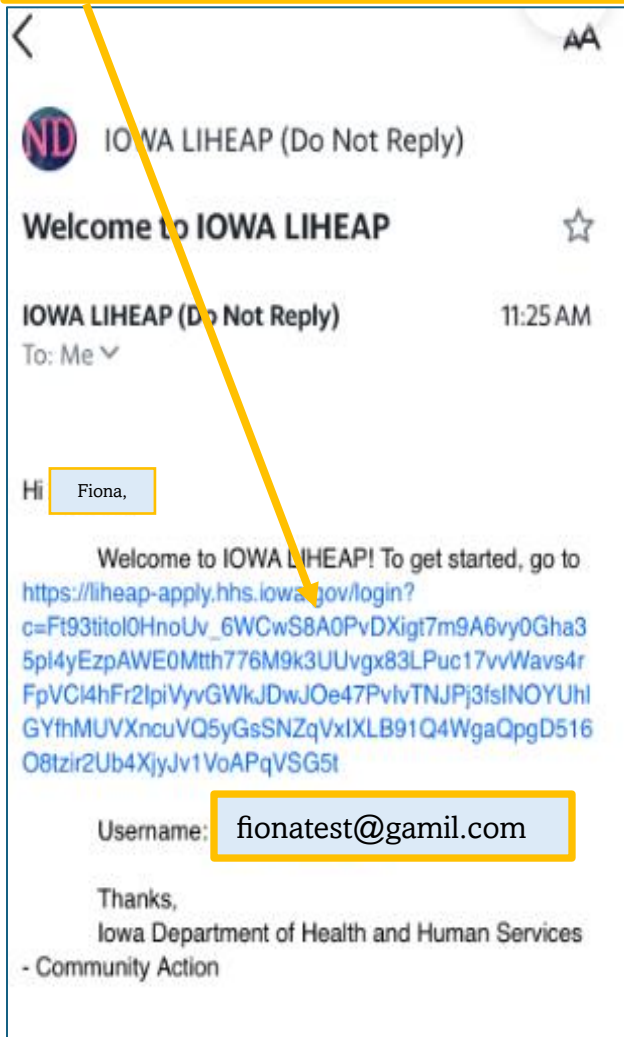 AA
ND IOWA LIHEAP (Do Not Reply)
Welcome to IOWA LIHEAP
IOWA LIHEAP (Do Not Reply) 11:25 AM
To: Me
Hi Fiona,
Welcome to IOWA LIHEAP! To get started, go to
https://liheap-apply.hhs.iowa.gov/login?
c=Ft93titol0HnoUv_6WCwS8A0PvDXigt7m9A6vy0Gha3
5pl4yEzpAWE0Mtth776M9k3UUvgx83LPuc17vvWavs4r
FpVCl4hFr2lpiVyvGWkJDwJOe47PvlvTNJPj3fsINOYUhl
GYfhMUVXncuVQ5yGsSNZqVxIXLB91Q4WgaQpgD516
O8tzir2Ub4XjyJv1VoAPqVSG5t
Username: fionatest@gamil.com
Thanks,
Iowa Department of Health and Human Services
- Community Action